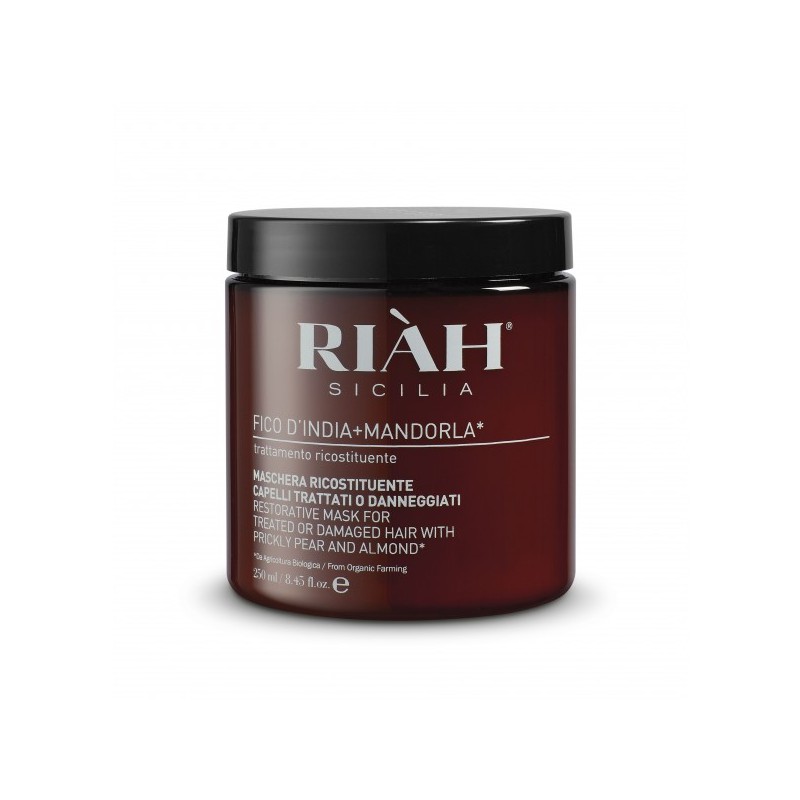 RIÀH®
SICILIA
FICO D'INDIA+MANDORLA*
trattamento ricostituente
MASCHERA RICOSTITUENTE
CAPELLI TRATTATI O DANNEGGIATI
RESTORATIVE MASK FOR
TREATED OR DAMAGED HAIR WITH
PRICKLY PEAR AND ALMOND*
*Da Agricoltura Biologica / From Organic Farming
250 ml / 8.45 fl.oz. ℮